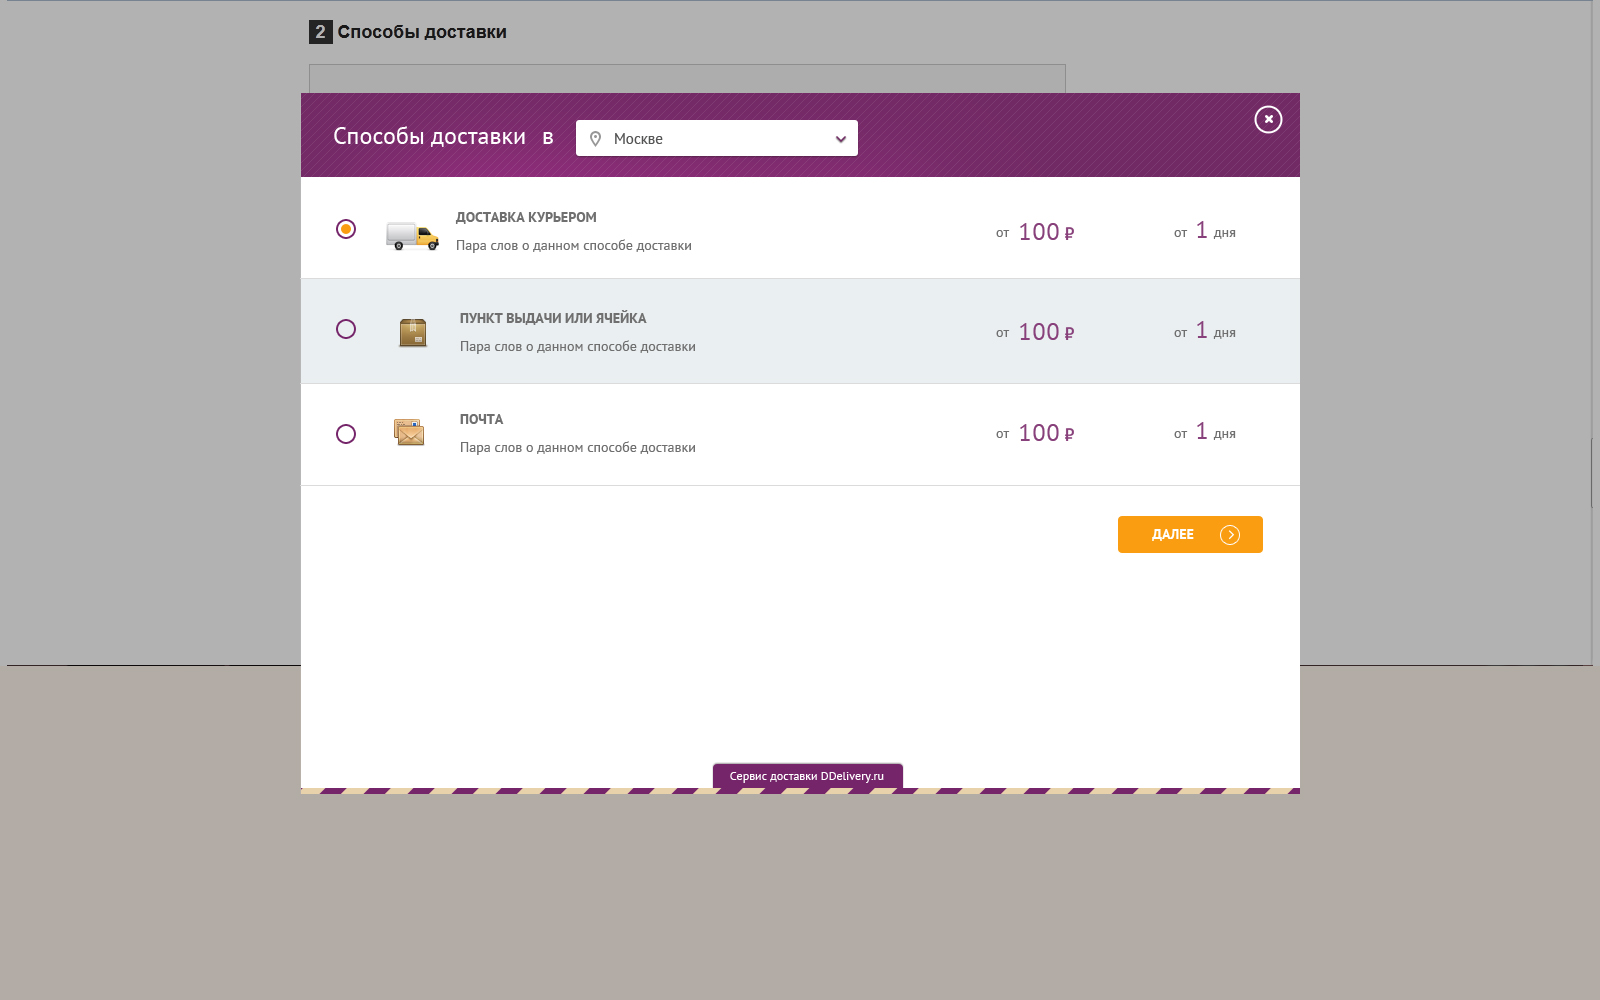 2 Способы доставки
Способы доставки в Москве
ДОСТАВКА КУРЬЕРОМ
Пара слов о данном способе доставки
от 100 ₽
от 1 дня
ПУНКТ ВЫДАЧИ ИЛИ ЯЧЕЙКА
Пара слов о данном способе доставки
от 100 ₽
от 1 дня
ПОЧТА
Пара слов о данном способе доставки
от 100 ₽
от 1 дня
ДАЛЕЕ
Сервис доставки DDelivery.ru